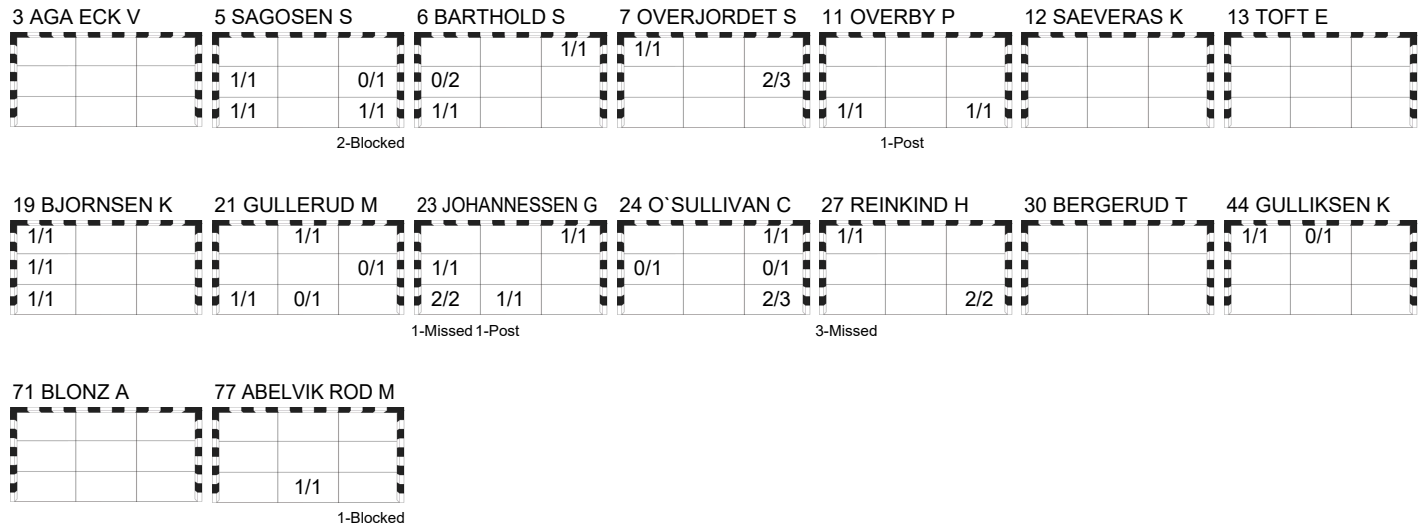 3 AGA ECK V 5 SAGOSEN S 6 BARTHOLD S 7 OVERJORDET S 11 OVERBY P 12 SAEVERAS K 13 TOFT E
1/1 1/1
1/1 0/1 0/2 2/3
1/1 1/1 1/1 1/1 1/1
2-Blocked 1-Post
19 BJORNSEN K 21 GULLERUD M 23 JOHANNESSEN G 24 O`SULLIVAN C 27 REINKIND H 30 BERGERUD T 44 GULLIKSEN K
1/1 1/1 1/1 1/1 1/1 1/1 0/1
1/1 0/1 1/1 0/1 0/1
1/1 1/1 0/1 2/2 1/1 2/3 2/2
1-Missed 1-Post 3-Missed
71 BLONZ A 77 ABELVIK ROD M
1/1
1-Blocked